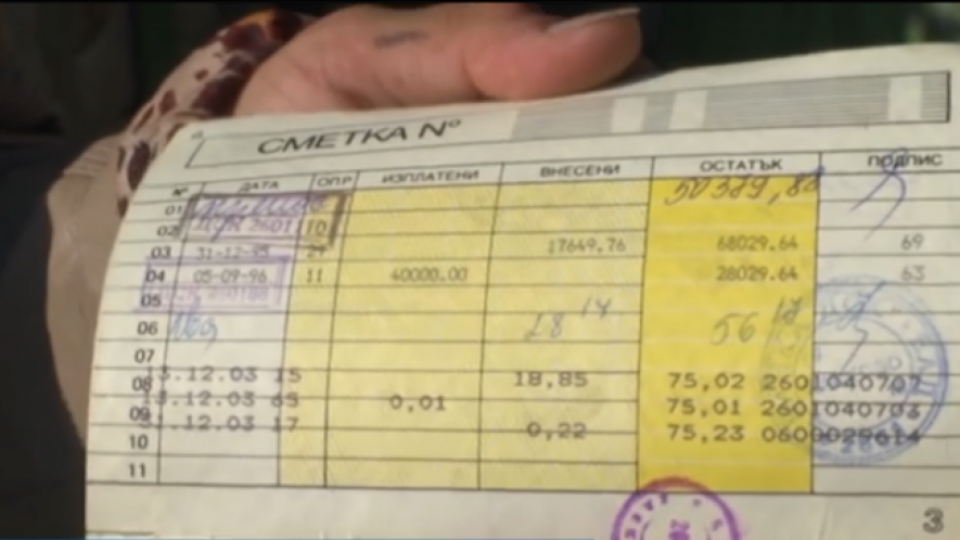 СМЕТКА №
№ ДАТА ОПР ИЗПЛАТЕНИ ВНЕСЕНИ ОСТАТЪК ПОДПИС
01 50389,88
02 10
03 31-12-95 29 17649.76 68029.64 69
04 05-09-96 11 40000.00 28029.64 63
05
06 28 14 56 17
07
08 13.12.03 15 18,85 75,02 2601040707
09 13.12.03 65 0,01 75,01 2601040703
10 31.12.03 17 0,22 75,23 0600029614
11
3